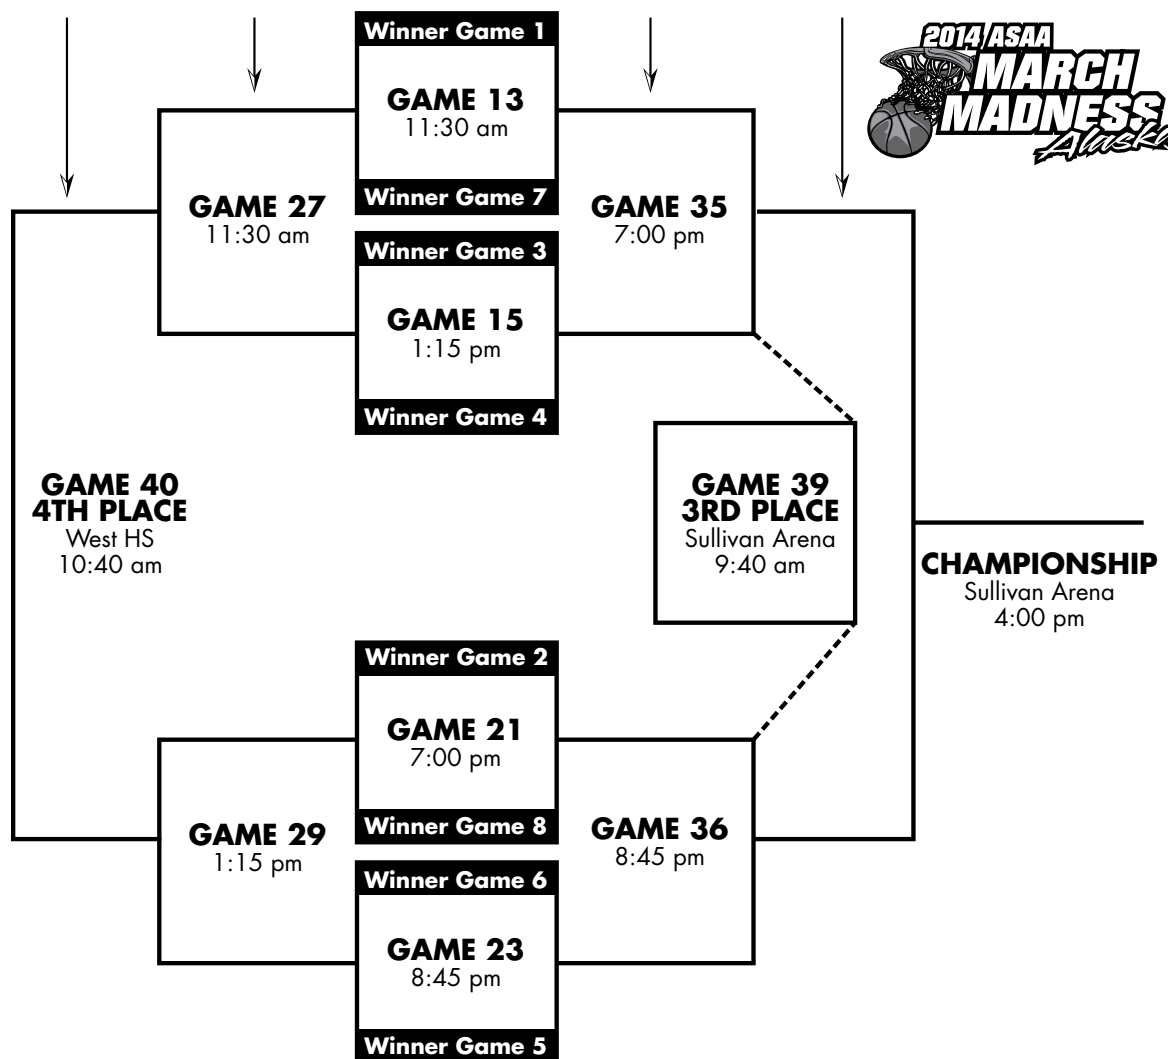 2014 ASAA
MARCH
MADNESS
Alaska
Winner Game 1
GAME 13
11:30 am
Winner Game 7
GAME 27
11:30 am
GAME 35
7:00 pm
Winner Game 3
GAME 15
1:15 pm
Winner Game 4
GAME 40
4TH PLACE
West HS
10:40 am
GAME 39
3RD PLACE
Sullivan Arena
9:40 am
CHAMPIONSHIP
Sullivan Arena
4:00 pm
Winner Game 2
GAME 21
7:00 pm
Winner Game 8
GAME 29
1:15 pm
GAME 36
8:45 pm
Winner Game 6
GAME 23
8:45 pm
Winner Game 5